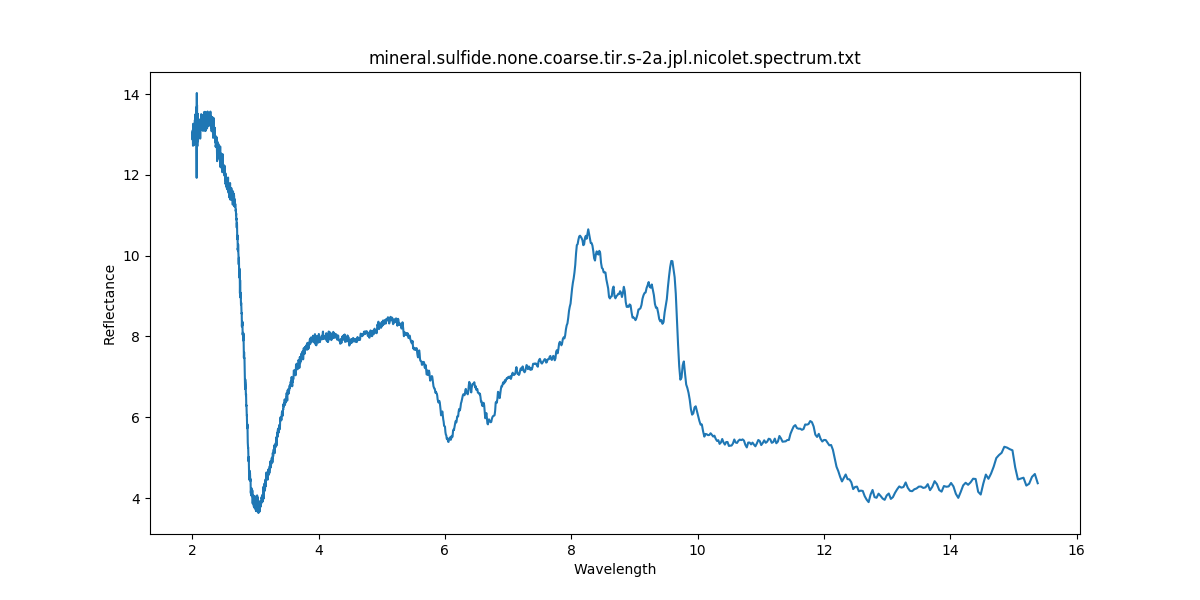 mineral.sulfide.none.coarse.tir.s-2a.jpl.nicolet.spectrum.txt
14
12
10
8
6
4
Reflectance
2 4 6 8 10 12 14 16
Wavelength